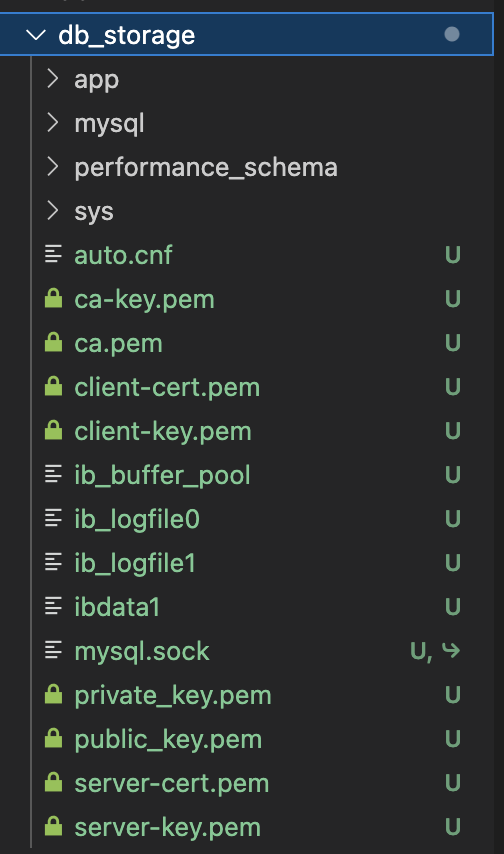 db_storage
app
mysql
performance_schema
sys
auto.cnf U
ca-key.pem U
ca.pem U
client-cert.pem U
client-key.pem U
ib_buffer_pool U
ib_logfile0 U
ib_logfile1 U
ibdata1 U
mysql.sock U, ↪
private_key.pem U
public_key.pem U
server-cert.pem U
server-key.pem U